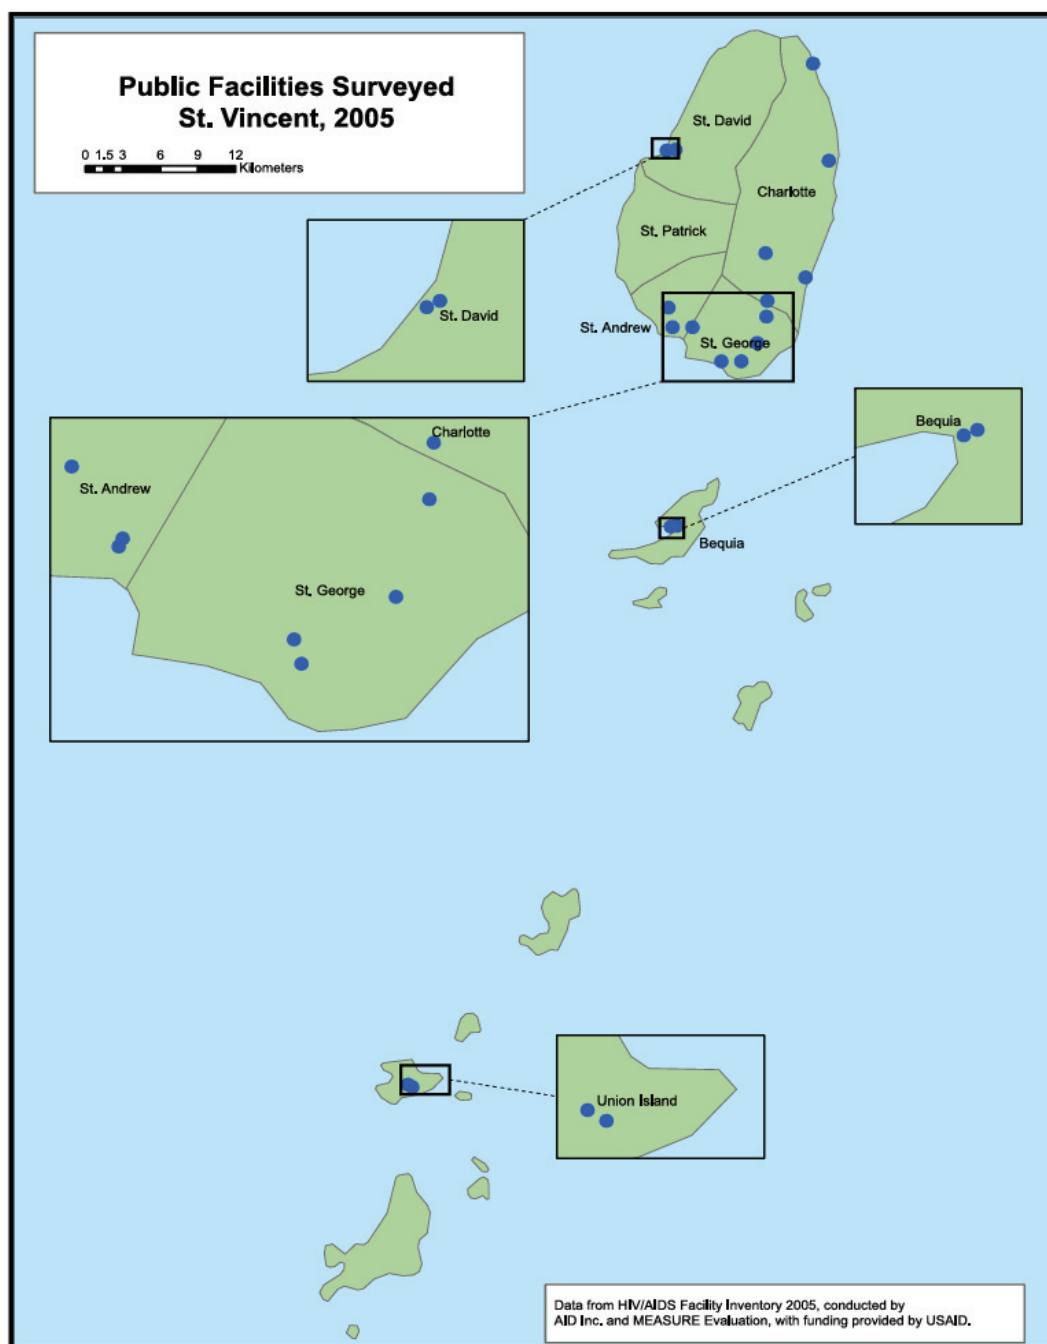 Public Facilities Surveyed
St. Vincent, 2005
0 1.5 3 6 9 12
Kilometers
St. David
Charlotte
St. Patrick
St. Andrew
St. George
St. David
Charlotte
St. Andrew
St. George
Bequia
Bequia
Union Island
Data from HIV/AIDS Facility Inventory 2005, conducted by
AID Inc. and MEASURE Evaluation, with funding provided by USAID.